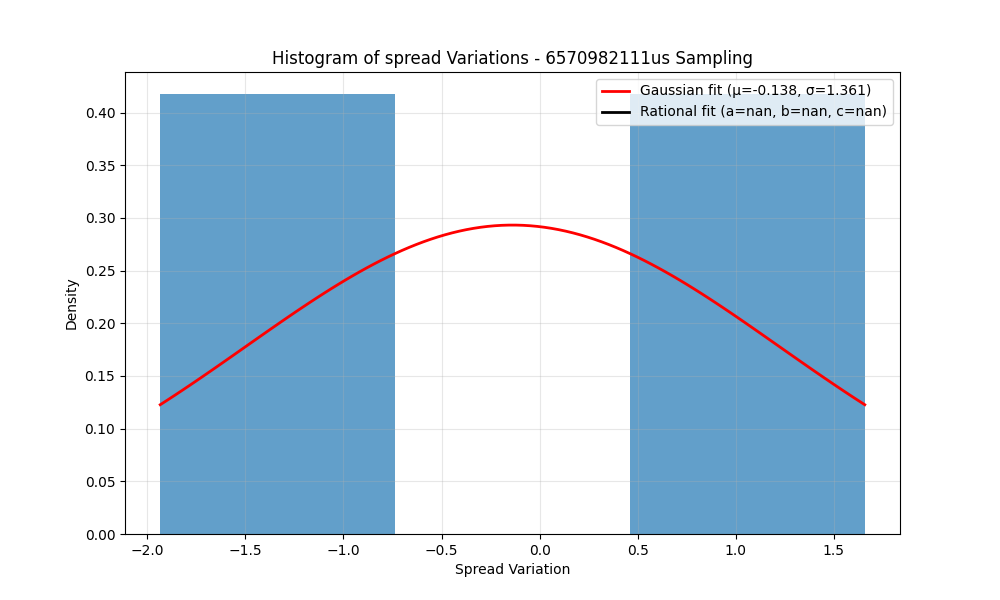 Histogram of spread Variations - 6570982111us Sampling
Gaussian fit (μ=-0.138, σ=1.361)
Rational fit (a=nan, b=nan, c=nan)
Density
0.40
0.35
0.30
0.25
0.20
0.15
0.10
0.05
0.00
−2.0 −1.5 −1.0 −0.5 0.0 0.5 1.0 1.5
Spread Variation